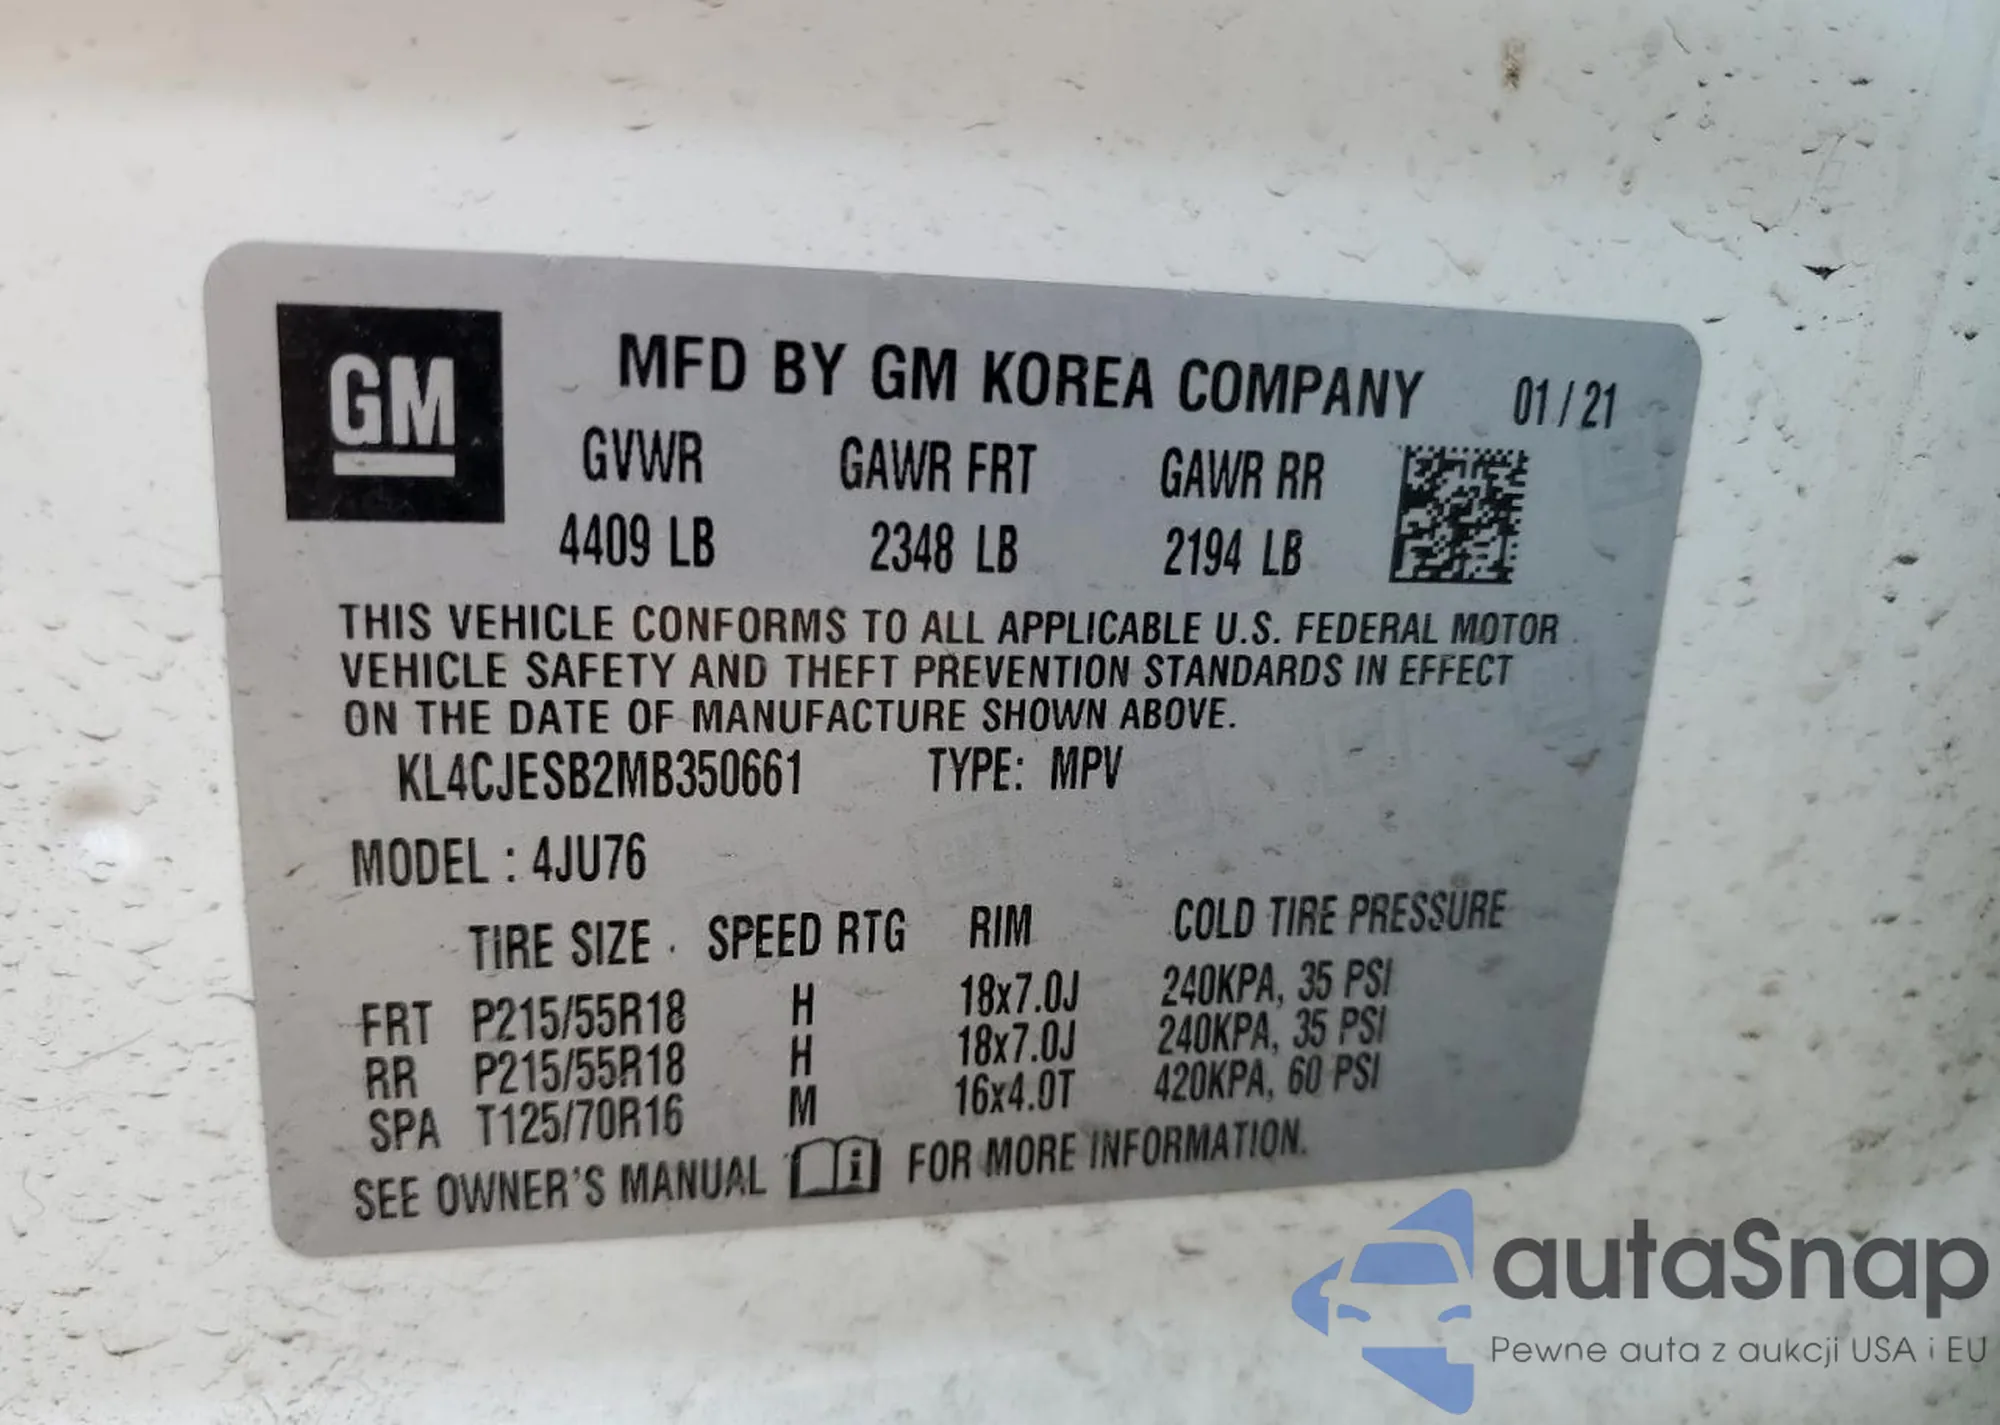 GM
MFD BY GM KOREA COMPANY 01/21
GVWR GAWR FRT GAWR RR
4409 LB 2348 LB 2194 LB
THIS VEHICLE CONFORMS TO ALL APPLICABLE U.S. FEDERAL MOTOR
VEHICLE SAFETY AND THEFT PREVENTION STANDARDS IN EFFECT
ON THE DATE OF MANUFACTURE SHOWN ABOVE.
KL4CJESB2MB350661 TYPE: MPV
MODEL : 4JU76
TIRE SIZE SPEED RTG RIM COLD TIRE PRESSURE
FRT P215/55R18 H 18x7.0J 240KPA, 35 PSI
RR P215/55R18 H 18x7.0J 240KPA, 35 PSI
SPA T125/70R16 M 16x4.0T 420KPA, 60 PSI
SEE OWNER'S MANUAL i FOR MORE INFORMATION.
autaSnap
Pewne auta z aukcji USA i EU